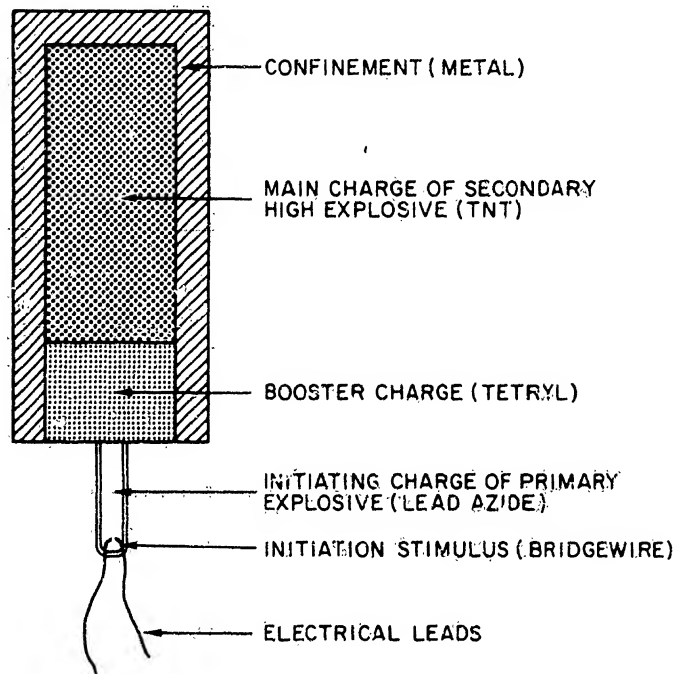 CONFINEMENT (METAL)
MAIN CHARGE OF SECONDARY
HIGH EXPLOSIVE (TNT)
BOOSTER CHARGE (TETRYL)
INITIATING CHARGE OF PRIMARY
EXPLOSIVE (LEAD AZIDE)
INITIATION STIMULUS (BRIDGEWIRE)
ELECTRICAL LEADS